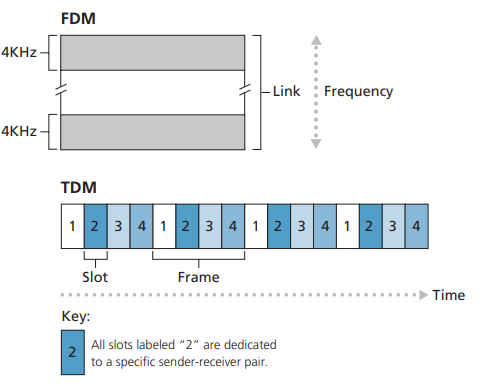 FDM
4KHz
Link
Frequency
4KHz
TDM
1 2 3 4 1 2 3 4 1 2 3 4 1 2 3 4
Slot
Frame
Time
Key:
2
All slots labeled “2” are dedicated
to a specific sender-receiver pair.